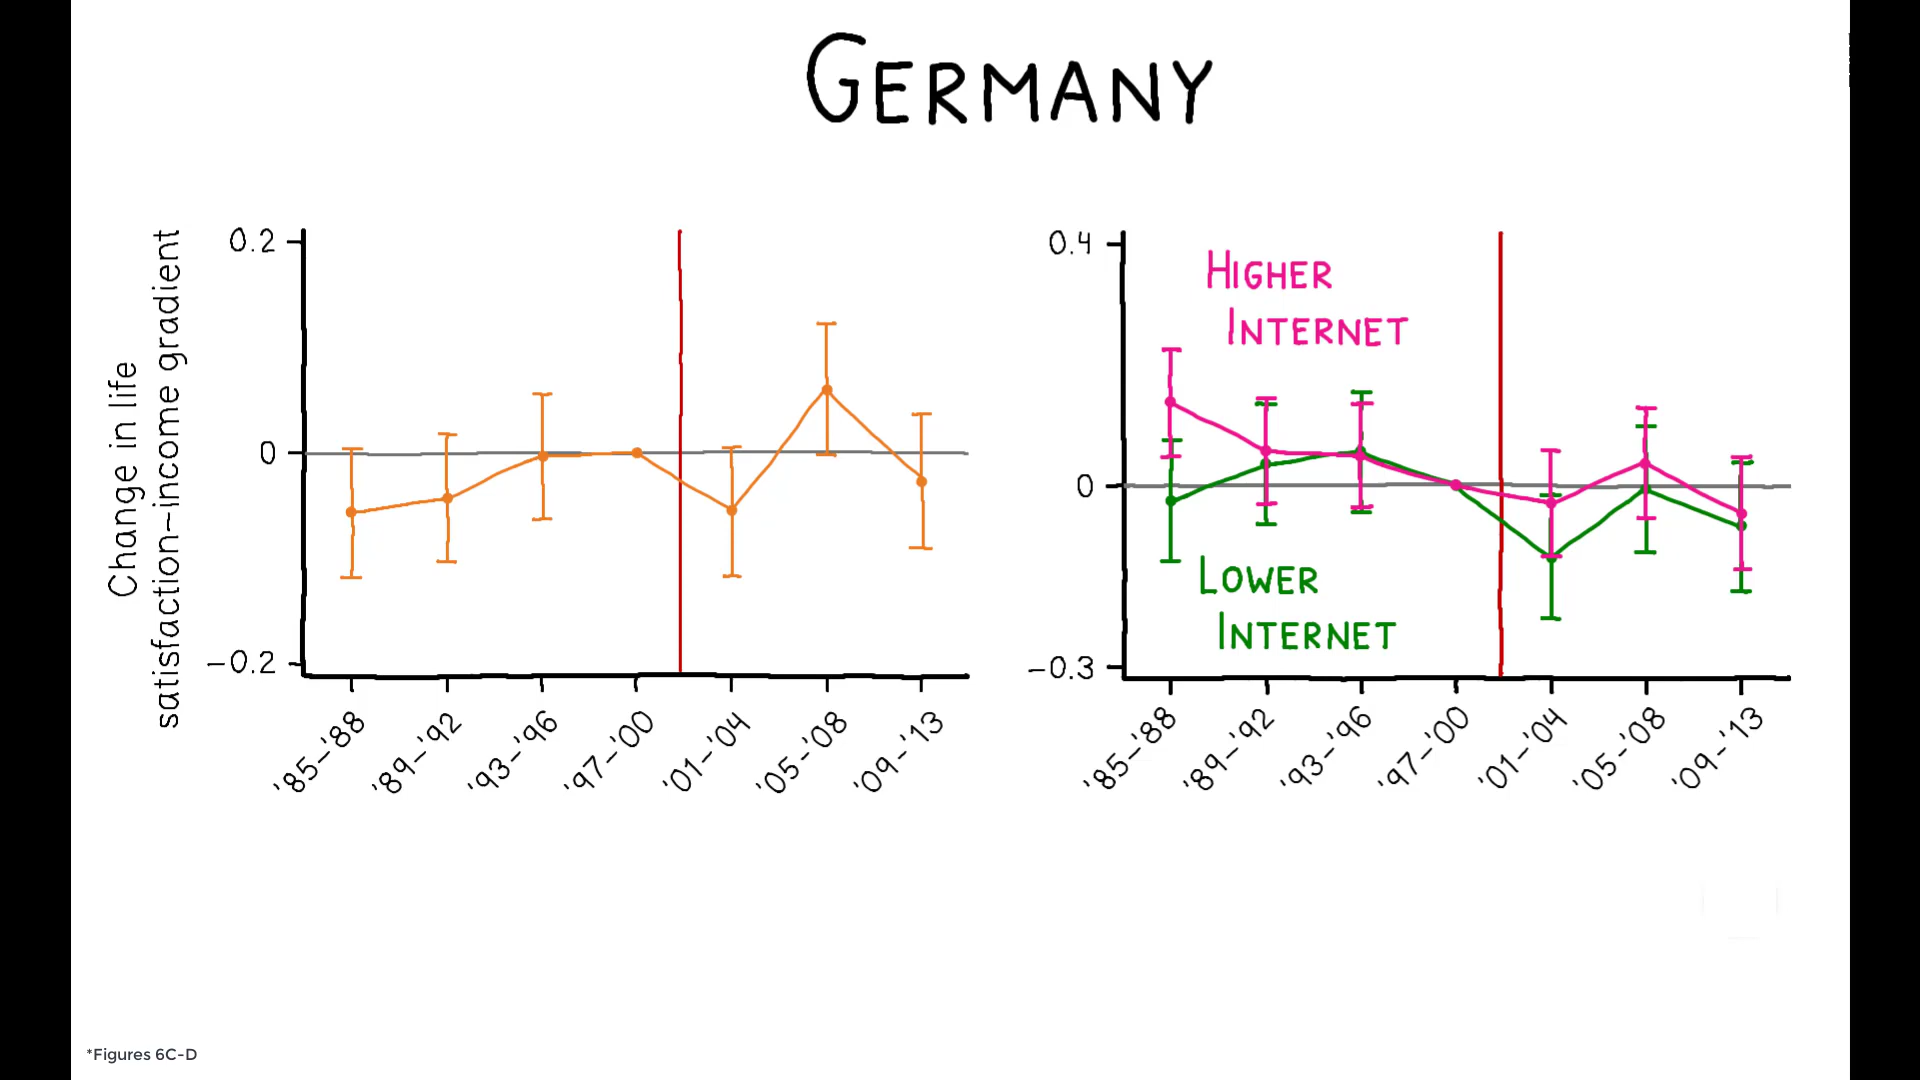 GERMANY
Change in life
satisfaction-income gradient
0.2
0
-0.2
'85-'88
'89-'92
'93-'96
'97-'00
'01-'04
'05-'08
'09-'13
0.4
0
-0.3
HIGHER
INTERNET
LOWER
INTERNET
'85-'88
'89-'92
'93-'96
'97-'00
'01-'04
'05-'08
'09-'13
*Figures 6C-D